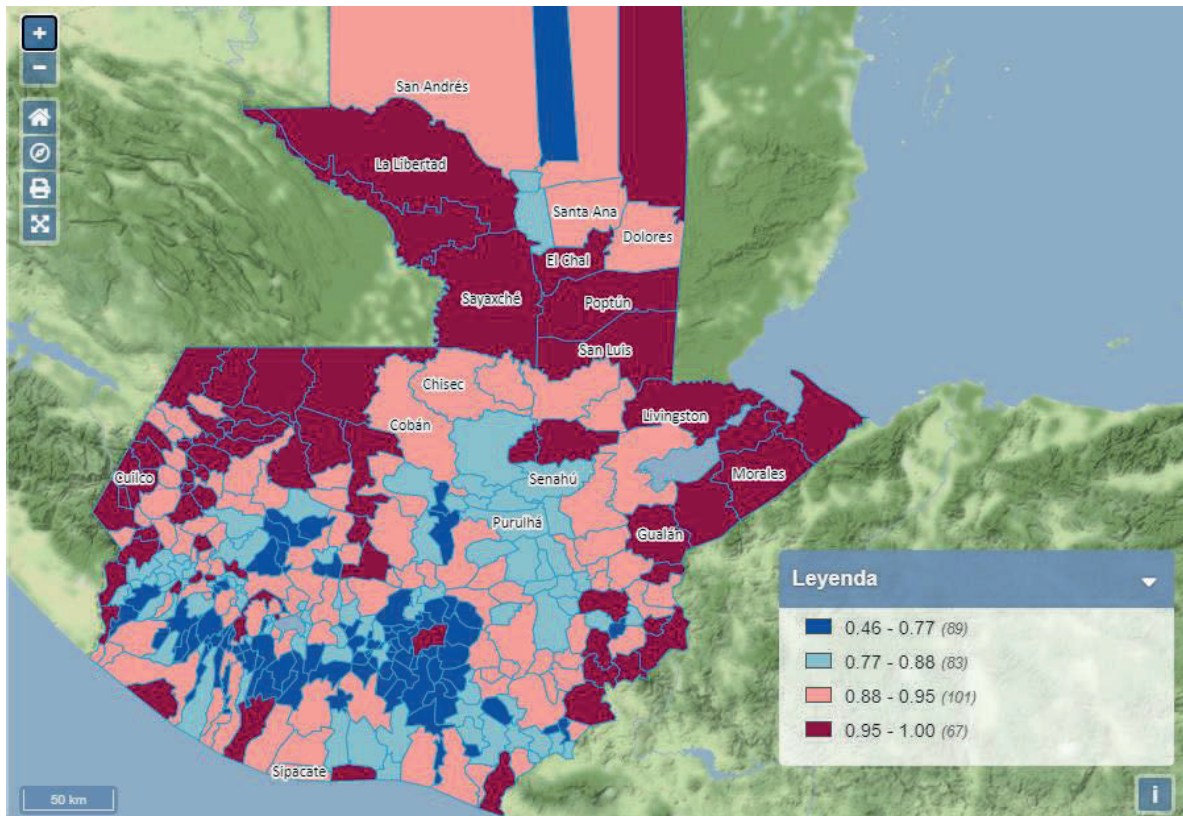 +
−
San Andrés
La Libertad
Santa Ana
Dolores
El Chal
Sayaxché
Poptún
San Luis
Chisec
Livingston
Cobán
Cuilco
Senahú
Morales
Purulhá
Gualán
Sipacate
Leyenda
0.46 - 0.77 (89)
0.77 - 0.88 (83)
0.88 - 0.95 (101)
0.95 - 1.00 (67)
50 km
i